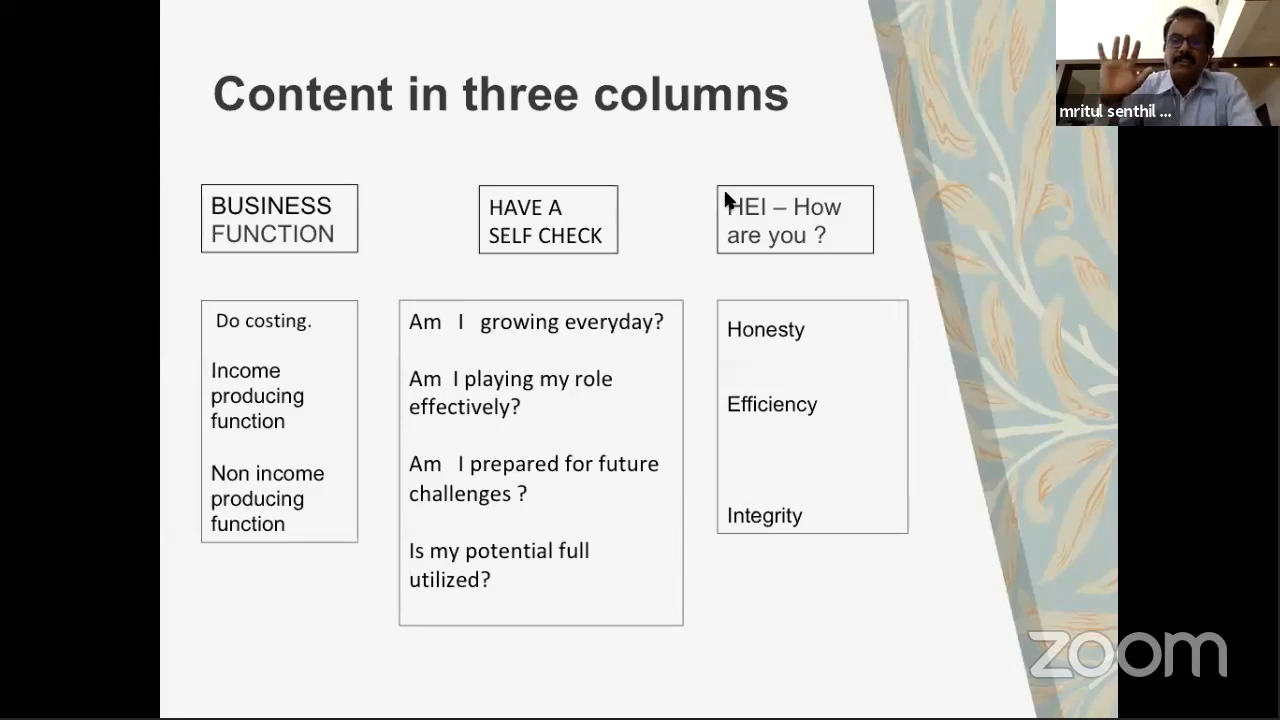 Content in three columns
mritul senthil ...
BUSINESS
FUNCTION
HAVE A
SELF CHECK
HEI – How
are you ?
Do costing.
Income
producing
function
Non income
producing
function
Am I growing everyday?
Am I playing my role
effectively?
Am I prepared for future
challenges ?
Is my potential full
utilized?
Honesty
Efficiency
Integrity
zoom